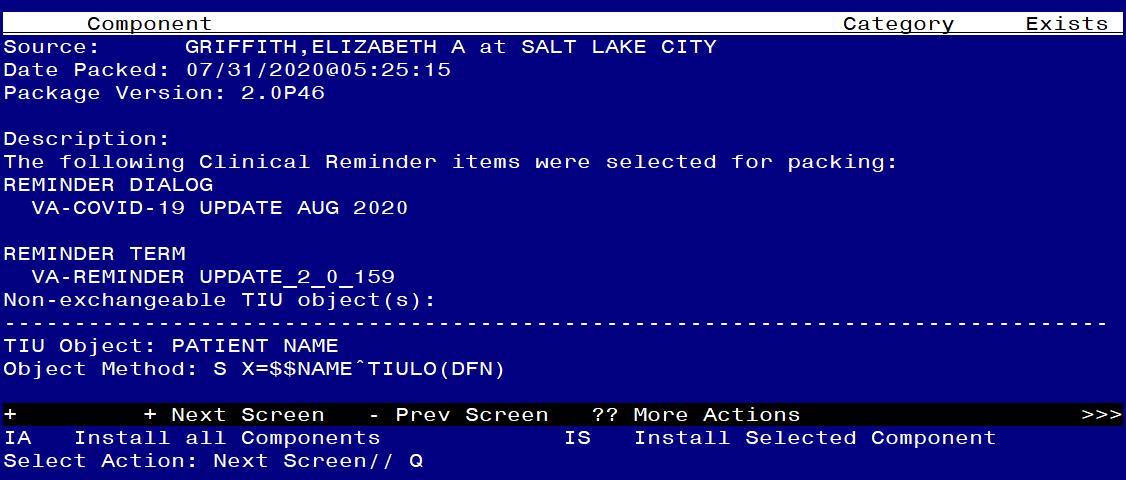 Component Category Exists
Source: GRIFFITH,ELIZABETH A at SALT LAKE CITY
Date Packed: 07/31/2020@05:25:15
Package Version: 2.0P46
Description:
The following Clinical Reminder items were selected for packing:
REMINDER DIALOG
VA-COVID-19 UPDATE AUG 2020
REMINDER TERM
VA-REMINDER UPDATE_2_0_159
Non-exchangeable TIU object(s):
-------------------------------------------------------------------------------
TIU Object: PATIENT NAME
Object Method: S X=$$NAME^TIULO(DFN)
+ + Next Screen - Prev Screen ?? More Actions >>>
IA Install all Components IS Install Selected Component
Select Action: Next Screen// Q